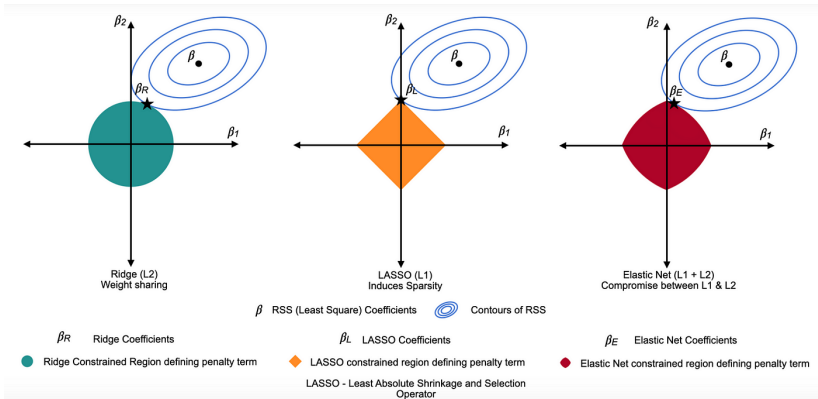 β2
β
βR
β1
Ridge (L2)
Weight sharing
β2
β
βL
β1
LASSO (L1)
Induces Sparsity
β2
β
βE
β1
Elastic Net (L1 + L2)
Compromise between L1 & L2
β RSS (Least Square) Coefficients
Contours of RSS
βR Ridge Coefficients
βL LASSO Coefficients
βE Elastic Net Coefficients
Ridge Constrained Region defining penalty term
LASSO constrained region defining penalty term
Elastic Net constrained region defining penalty term
LASSO - Least Absolute Shrinkage and Selection
Operator